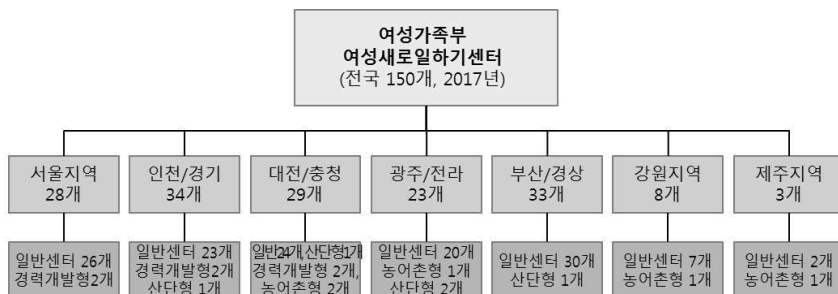 여성가족부
여성새로일하기센터
(전국 150개, 2017년)
서울지역
28개
인천/경기
34개
대전/충청
29개
광주/전라
23개
부산/경상
33개
강원지역
8개
제주지역
3개
일반센터 26개
경력개발형2개
일반센터 23개
경력개발형2개
산단형 1개
일반24개,산단형1개
경력개발형 2개,
농어촌형 2개
일반센터 20개
농어촌형 1개
산단형 2개
일반센터 30개
산단형 1개
일반센터 7개
농어촌형 1개
일반센터 2개
농어촌형 1개